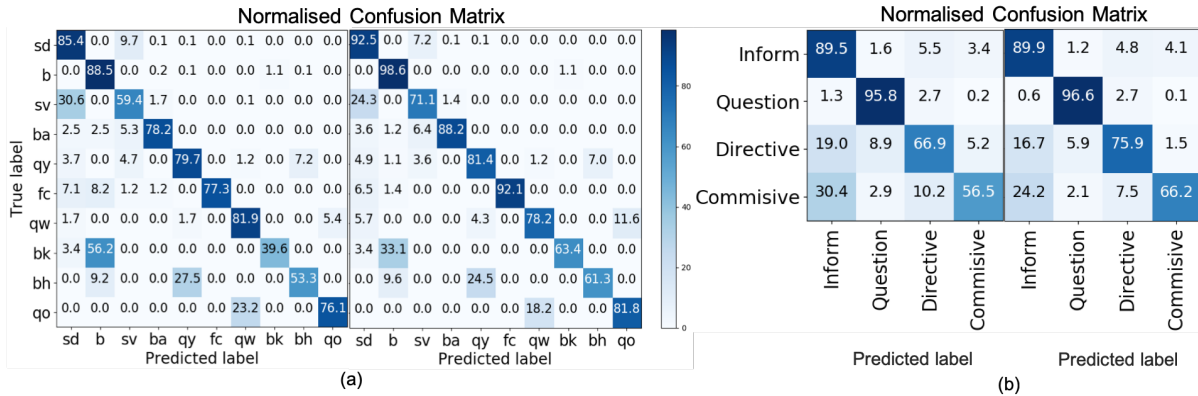 Normalised Confusion Matrix
True label
sd 85.4 0.0 9.7 0.1 0.1 0.0 0.1 0.0 0.0 0.0
b 0.0 88.5 0.0 0.2 0.1 0.0 0.0 1.1 0.1 0.0
sv 30.6 0.0 59.4 1.7 0.0 0.0 0.0 0.0 0.0 0.0
ba 2.5 2.5 5.3 78.2 0.0 0.0 0.0 0.0 0.0 0.0
qy 3.7 0.0 4.7 0.0 79.7 0.0 1.2 0.0 7.2 0.0
fc 7.1 8.2 1.2 1.2 0.0 77.3 0.0 0.0 0.0 0.0
qw 1.7 0.0 0.0 0.0 1.7 0.0 81.9 0.0 0.0 5.4
bk 3.4 56.2 0.0 0.0 0.0 0.0 0.0 39.6 0.0 0.0
bh 0.0 9.2 0.0 0.0 27.5 0.0 0.0 0.0 53.3 0.0
qo 0.0 0.0 0.0 0.0 0.0 0.0 23.2 0.0 0.0 76.1
sd b sv ba qy fc qw bk bh qo
Predicted label
92.5 0.0 7.2 0.1 0.1 0.0 0.0 0.0 0.0 0.0
0.0 98.6 0.0 0.0 0.0 0.0 0.0 1.1 0.0 0.0
24.3 0.0 71.1 1.4 0.0 0.0 0.0 0.0 0.0 0.0
3.6 1.2 6.4 88.2 0.0 0.0 0.0 0.0 0.0 0.0
4.9 1.1 3.6 0.0 81.4 0.0 1.2 0.0 7.0 0.0
6.5 1.4 0.0 0.0 0.0 92.1 0.0 0.0 0.0 0.0
5.7 0.0 0.0 0.0 4.3 0.0 78.2 0.0 0.0 11.6
3.4 33.1 0.0 0.0 0.0 0.0 0.0 63.4 0.0 0.0
0.0 9.6 0.0 0.0 24.5 0.0 0.0 0.0 61.3 0.0
0.0 0.0 0.0 0.0 0.0 0.0 18.2 0.0 0.0 81.8
sd b sv ba qy fc qw bk bh qo
Predicted label
80
60
40
20
0
(a)
Normalised Confusion Matrix
Inform 89.5 1.6 5.5 3.4
Question 1.3 95.8 2.7 0.2
Directive 19.0 8.9 66.9 5.2
Commisive 30.4 2.9 10.2 56.5
Inform Question Directive Commisive
Predicted label
89.9 1.2 4.8 4.1
0.6 96.6 2.7 0.1
16.7 5.9 75.9 1.5
24.2 2.1 7.5 66.2
Inform Question Directive Commisive
Predicted label
(b)